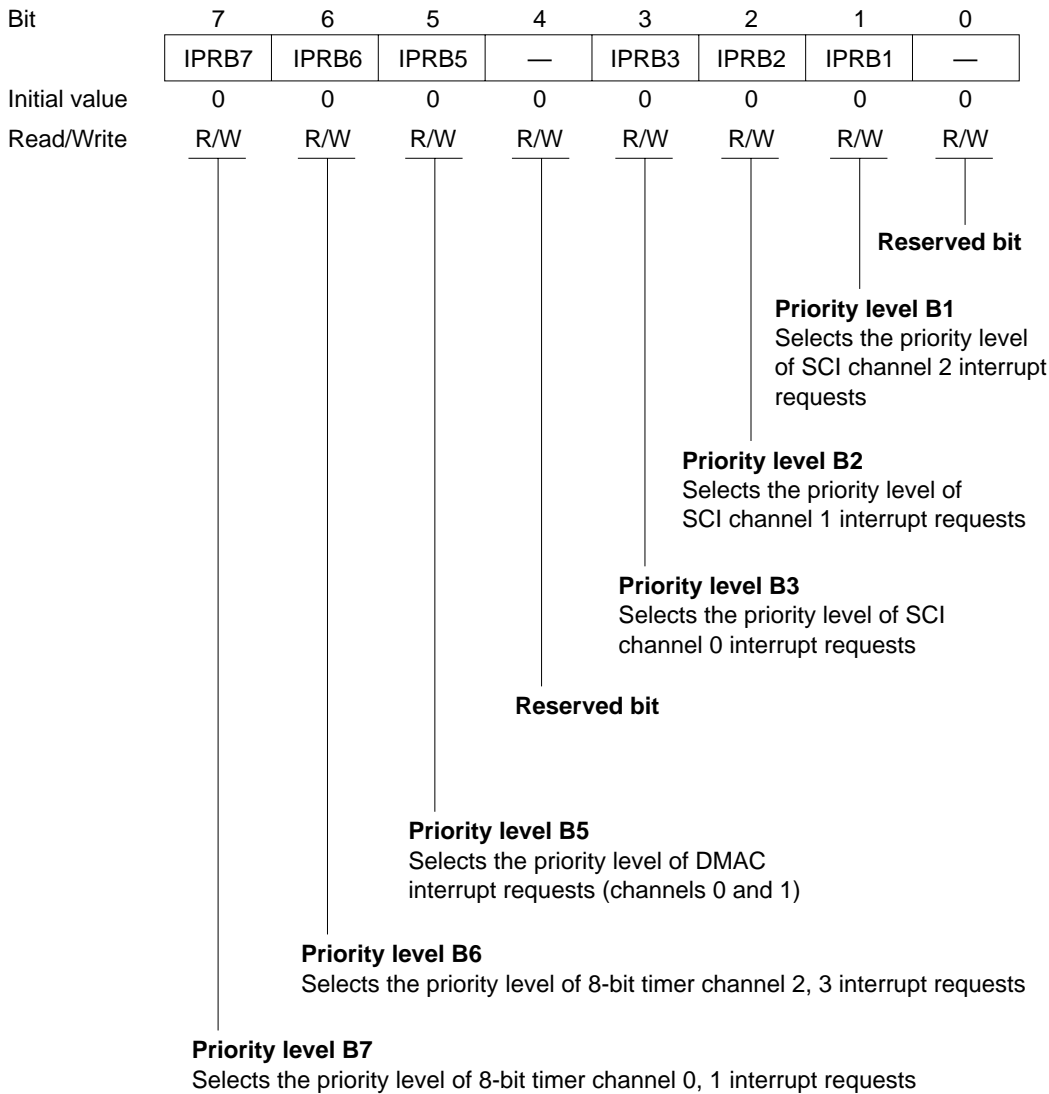 Bit 7 6 5 4 3 2 1 0
IPRB7 IPRB6 IPRB5 — IPRB3 IPRB2 IPRB1 —
Initial value 0 0 0 0 0 0 0 0
Read/Write R/W R/W R/W R/W R/W R/W R/W R/W
Reserved bit
Priority level B1
Selects the priority level
of SCI channel 2 interrupt
requests
Priority level B2
Selects the priority level of
SCI channel 1 interrupt requests
Priority level B3
Selects the priority level of SCI
channel 0 interrupt requests
Reserved bit
Priority level B5
Selects the priority level of DMAC
interrupt requests (channels 0 and 1)
Priority level B6
Selects the priority level of 8-bit timer channel 2, 3 interrupt requests
Priority level B7
Selects the priority level of 8-bit timer channel 0, 1 interrupt requests